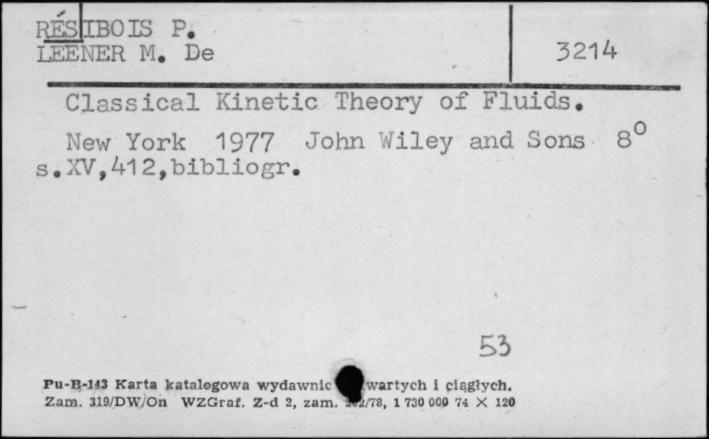 RÉSIBOIS P.
LEENER M. De
3214
Classical Kinetic Theory of Fluids.
New York 1977 John Wiley and Sons 8°
s.XV,412,bibliogr.
53
Pu-B-143 Karta katalogowa wydawnic wartych i ciągłych.
Zam. 319/DW/On WZGraf. Z-d 2, zam. /78, 1 730 000 74 X 120